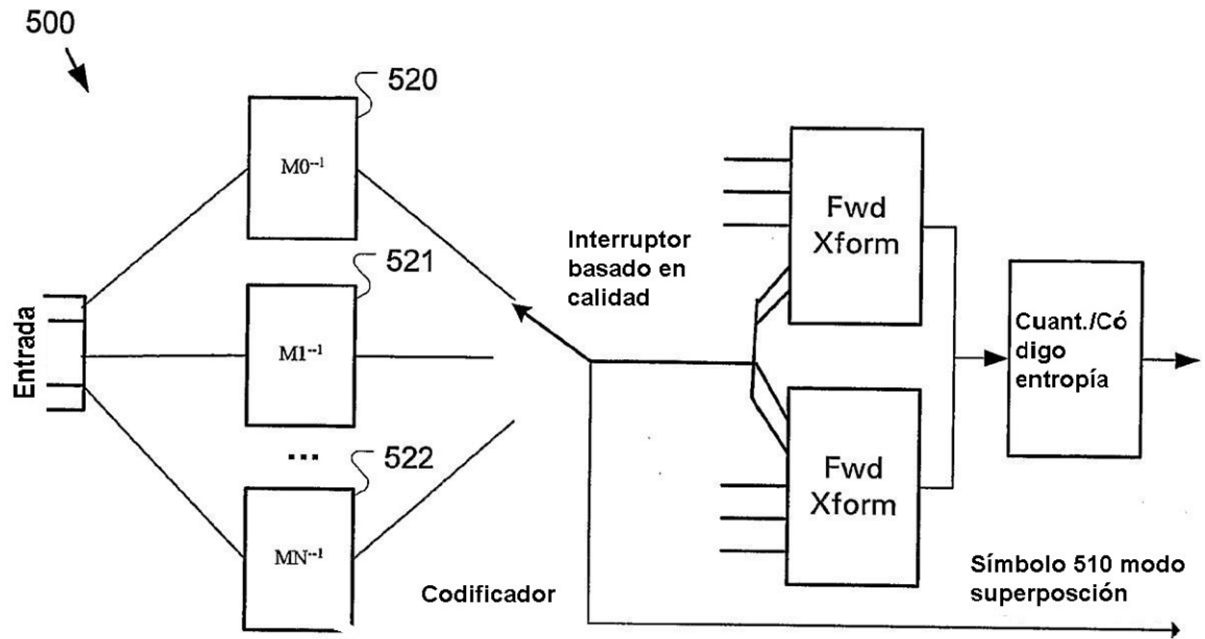 500
520
M0⁻¹
521
Entrada
M1⁻¹
...
522
MN⁻¹
Interruptor
basado en
calidad
Codificador
Fwd
Xform
Fwd
Xform
Cuant./Có
digo
entropía
Símbolo 510 modo
superposción